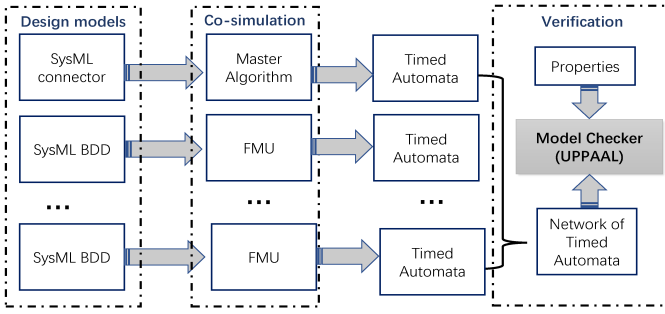 Design models
Co-simulation
Verification
SysML
connector
Master
Algorithm
Timed
Automata
Properties
SysML BDD
FMU
Timed
Automata
Model Checker
(UPPAAL)
...
...
...
SysML BDD
FMU
Timed
Automata
Network of
Timed
Automata